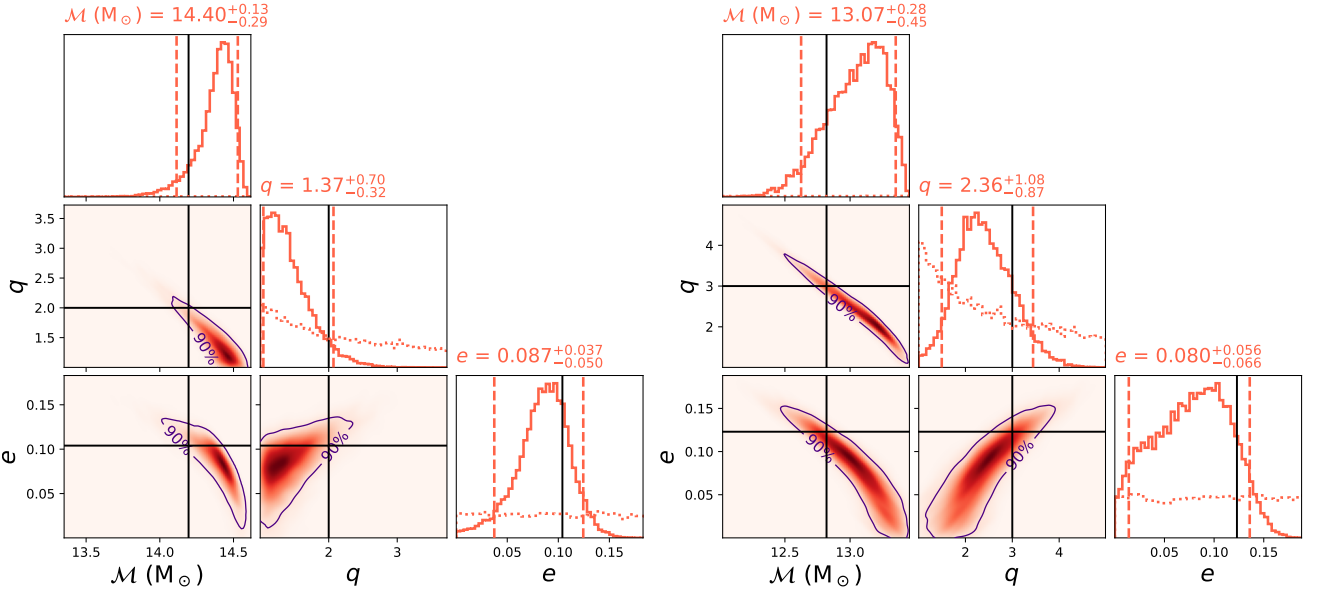 ℳ (M⊙) = 14.40+0.13−0.29
q = 1.37+0.70−0.32
e = 0.087+0.037−0.050
q
3.5
3.0
2.5
2.0
1.5
90%
e
0.15
0.10
0.05
90%
90%
13.5 14.0 14.5
2 3
0.05 0.10 0.15
ℳ (M⊙)
q
e
ℳ (M⊙) = 13.07+0.28−0.45
q = 2.36+1.08−0.87
e = 0.080+0.056−0.066
q
4
3
2
90%
e
0.15
0.10
0.05
90%
90%
12.5 13.0
2 3 4
0.05 0.10 0.15
ℳ (M⊙)
q
e